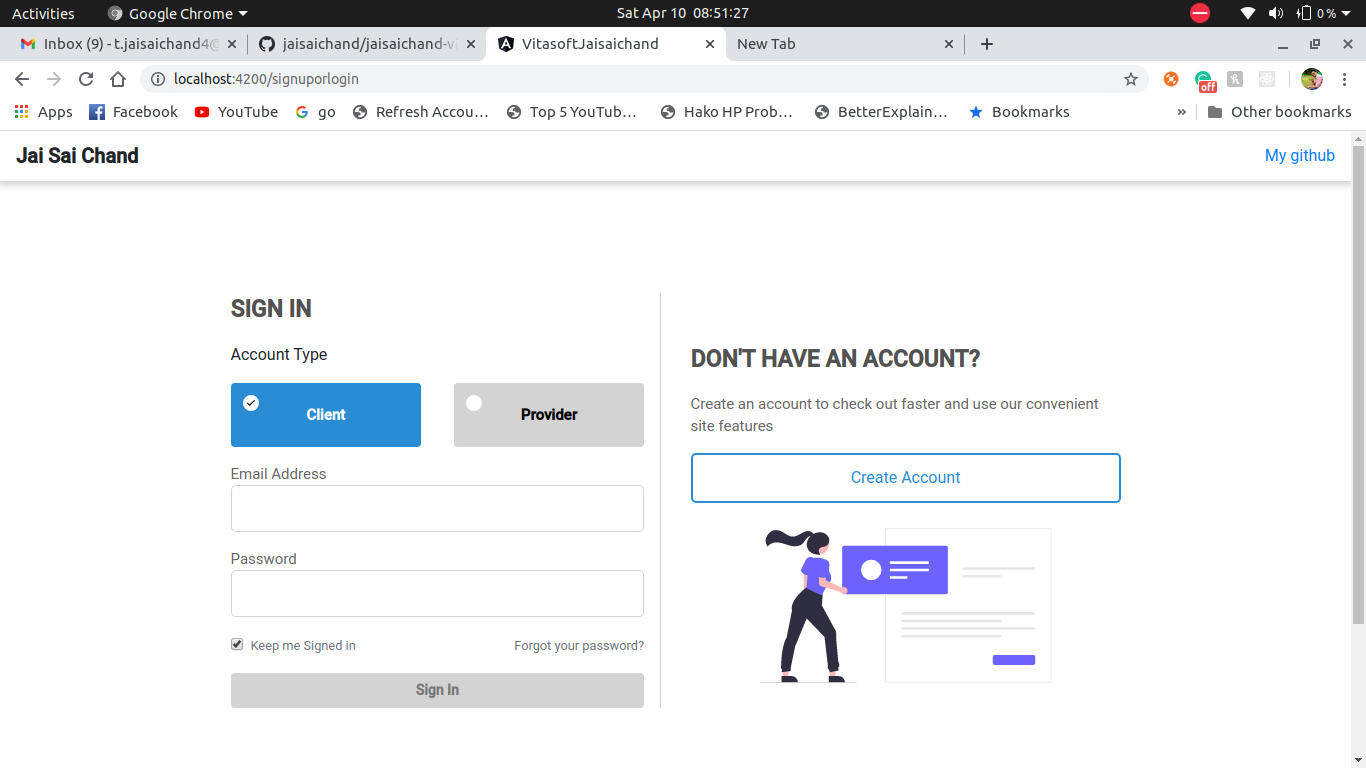 Activities Google Chrome Sat Apr 10 08:51:27 0 %
Inbox (9) - t.jaisaichand4@ jaisaichand/jaisaichand-vi VitasoftJaisaichand New Tab
localhost:4200/signuporlogin off
Apps Facebook YouTube go Refresh Accou... Top 5 YouTub... Hako HP Prob... BetterExplain... Bookmarks » Other bookmarks
Jai Sai Chand My github
SIGN IN
Account Type
Client Provider
Email Address
Password
Keep me Signed in Forgot your password?
Sign In
DON'T HAVE AN ACCOUNT?
Create an account to check out faster and use our convenient
site features
Create Account